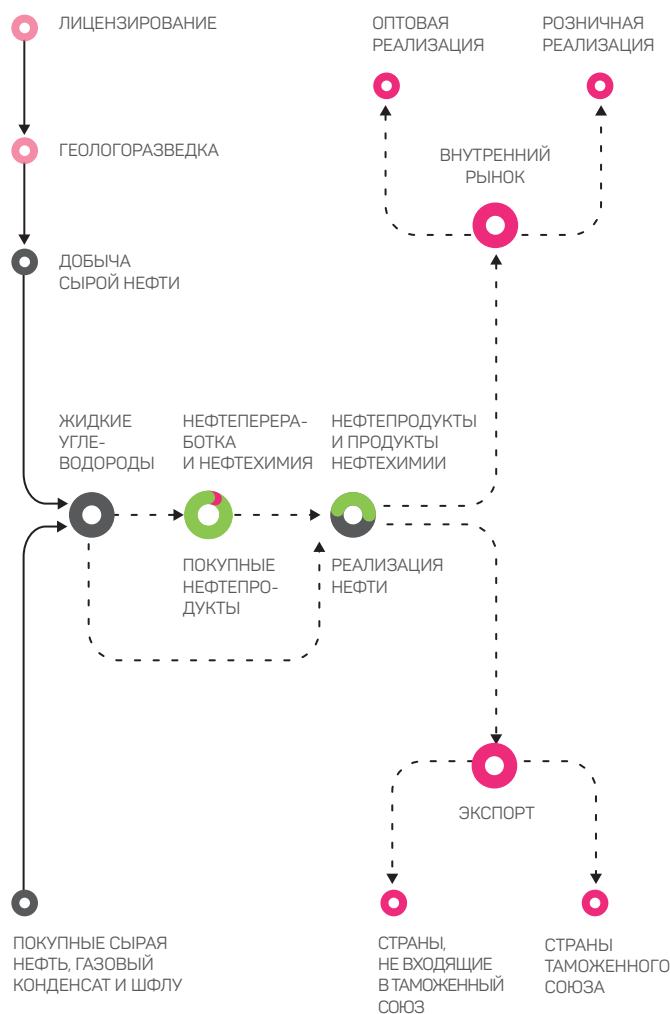 ЛИЦЕНЗИРОВАНИЕ
ОПТОВАЯ
РЕАЛИЗАЦИЯ
РОЗНИЧНАЯ
РЕАЛИЗАЦИЯ
ГЕОЛОГОРАЗВЕДКА
ВНУТРЕННИЙ
РЫНОК
ДОБЫЧА
СЫРОЙ НЕФТИ
ЖИДКИЕ
УГЛЕ-
ВОДОРОДЫ
НЕФТЕПЕРЕРА-
БОТКА
И НЕФТЕХИМИЯ
НЕФТЕПРОДУКТЫ
И ПРОДУКТЫ
НЕФТЕХИМИИ
ПОКУПНЫЕ
НЕФТЕПРО-
ДУКТЫ
РЕАЛИЗАЦИЯ
НЕФТИ
ЭКСПОРТ
ПОКУПНЫЕ СЫРАЯ
НЕФТЬ, ГАЗОВЫЙ
КОНДЕНСАТ И ШФЛУ
СТРАНЫ,
НЕ ВХОДЯЩИЕ
В ТАМОЖЕННЫЙ
СОЮЗ
СТРАНЫ
ТАМОЖЕННОГО
СОЮЗА